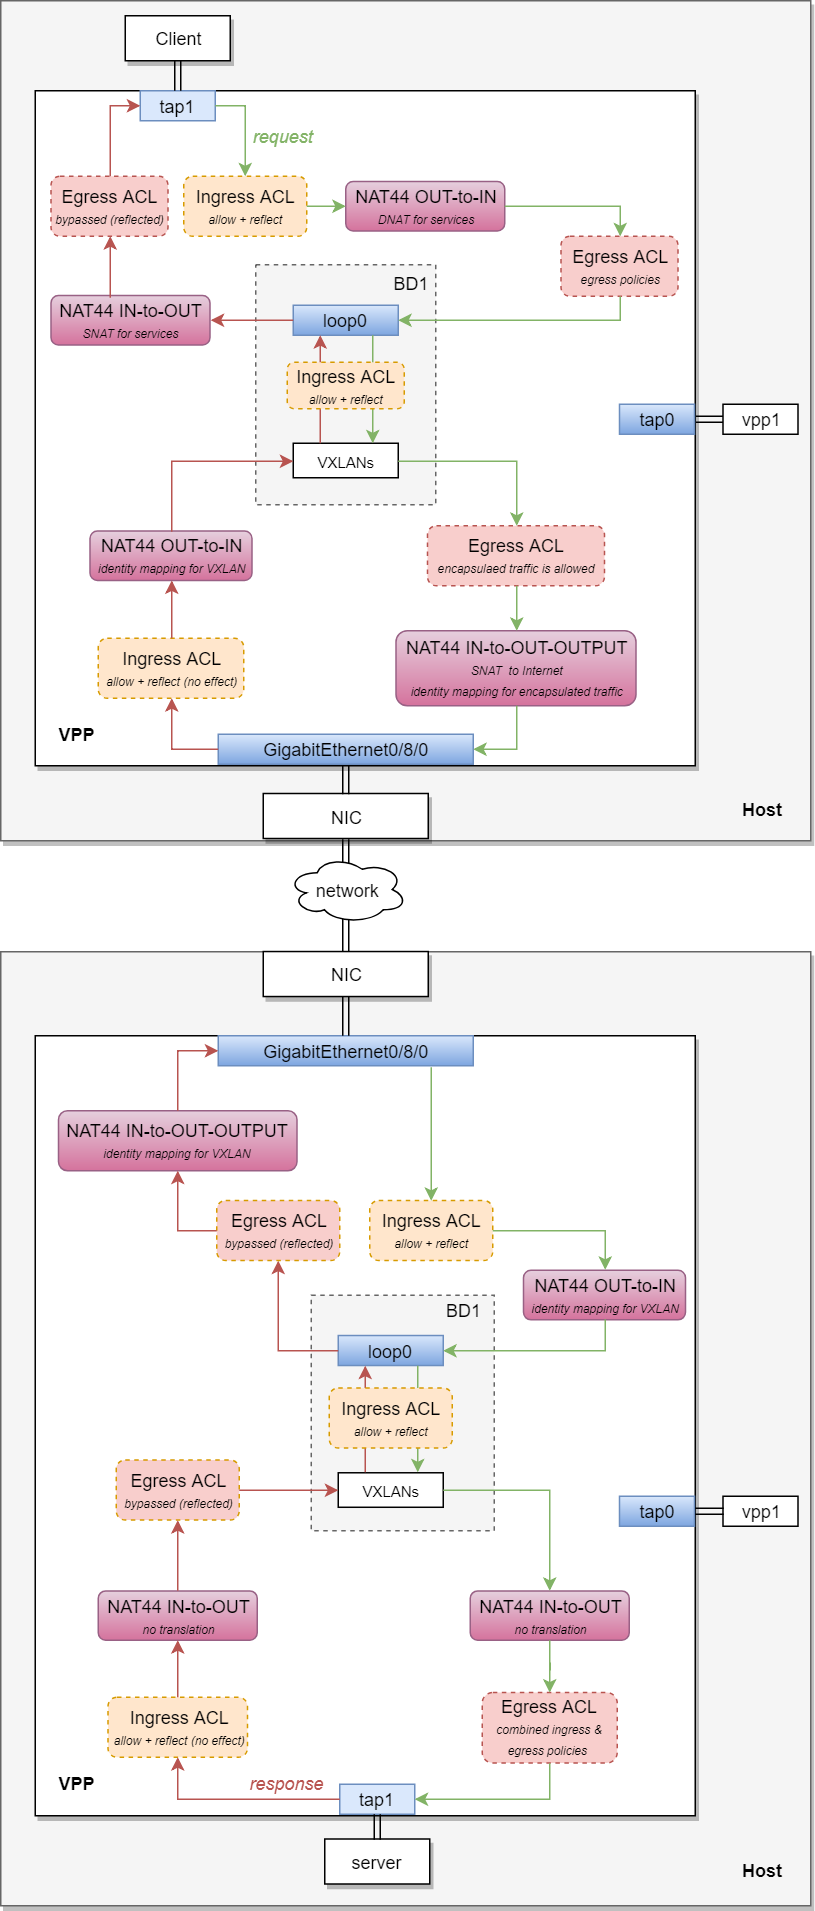 Client
tap1
request
Egress ACL
bypassed (reflected)
Ingress ACL
allow + reflect
NAT44 OUT-to-IN
DNAT for services
Egress ACL
egress policies
BD1
NAT44 IN-to-OUT
SNAT for services
loop0
Ingress ACL
allow + reflect
tap0
vpp1
VXLANs
NAT44 OUT-to-IN
identity mapping for VXLAN
Egress ACL
encapsulaed traffic is allowed
Ingress ACL
allow + reflect (no effect)
NAT44 IN-to-OUT-OUTPUT
SNAT to Internet
identity mapping for encapsulated traffic
VPP
GigabitEthernet0/8/0
Host
NIC
network
NIC
GigabitEthernet0/8/0
NAT44 IN-to-OUT-OUTPUT
identity mapping for VXLAN
Egress ACL
bypassed (reflected)
Ingress ACL
allow + reflect
NAT44 OUT-to-IN
identity mapping for VXLAN
BD1
loop0
Ingress ACL
allow + reflect
Egress ACL
bypassed (reflected)
VXLANs
tap0
vpp1
NAT44 IN-to-OUT
no translation
NAT44 IN-to-OUT
no translation
Ingress ACL
allow + reflect (no effect)
Egress ACL
combined ingress &
egress policies
VPP
response
tap1
server
Host